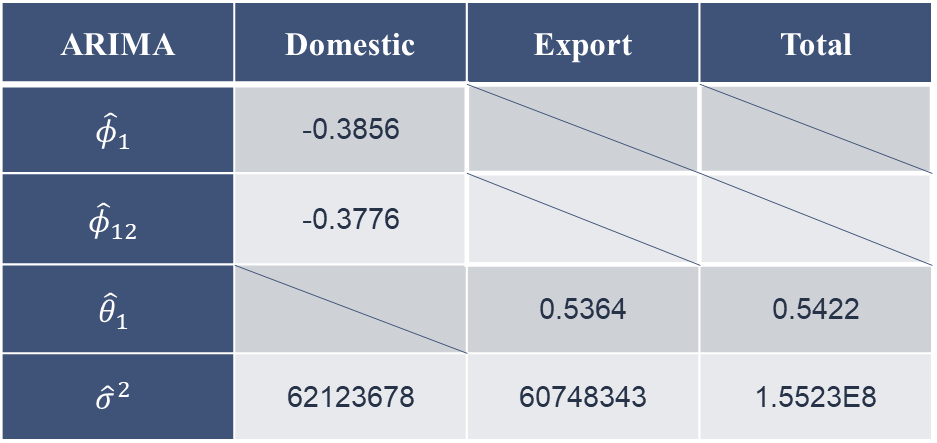 ARIMA Domestic Export Total
ϕ̂₁ -0.3856
ϕ̂₁₂ -0.3776
θ̂₁ 0.5364 0.5422
σ̂² 62123678 60748343 1.5523E8